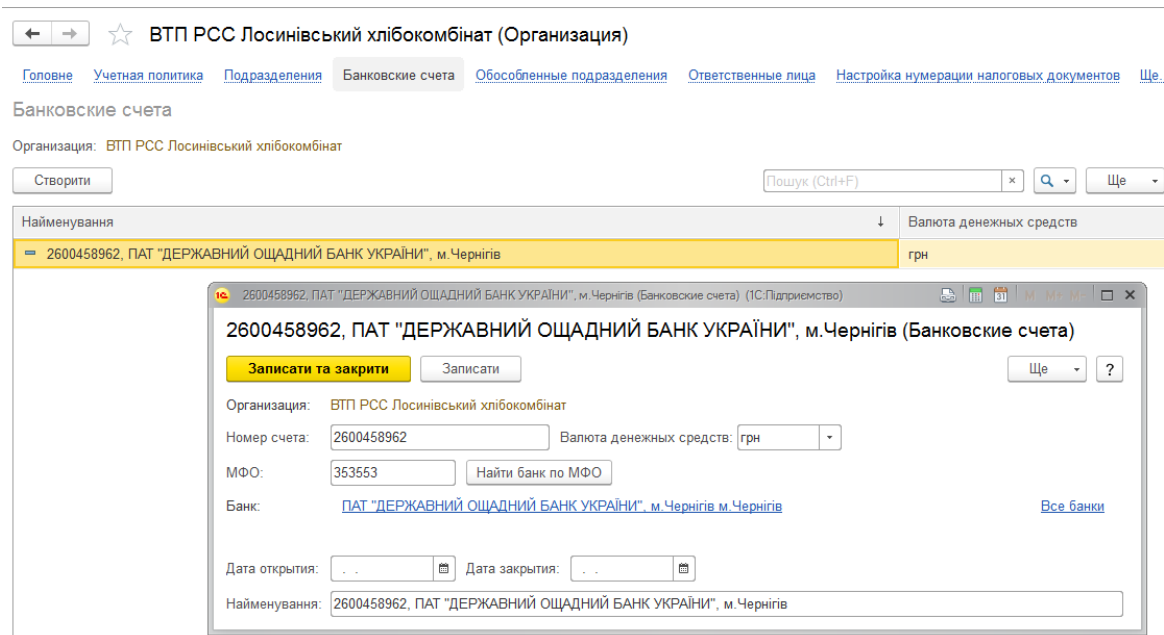 ВТП РСС Лосинівський хлібокомбінат (Организация)
Головне Учетная политика Подразделения Банковские счета Обособленные подразделения Ответственные лица Настройка нумерации налоговых документов Ще...
Банковские счета
Организация: ВТП РСС Лосинівський хлібокомбінат
Створити Пошук (Ctrl+F) × Ще
Найменування ↓ Валюта денежных средств
2600458962, ПАТ "ДЕРЖАВНИЙ ОЩАДНИЙ БАНК УКРАЇНИ", м.Чернігів грн
1С 2600458962, ПАТ "ДЕРЖАВНИЙ ОЩАДНИЙ БАНК УКРАЇНИ", м.Чернігів (Банковские счета) (1С:Підприємство) 31 M M+ M-
2600458962, ПАТ "ДЕРЖАВНИЙ ОЩАДНИЙ БАНК УКРАЇНИ", м.Чернігів (Банковские счета)
Записати та закрити Записати Ще ?
Организация: ВТП РСС Лосинівський хлібокомбінат
Номер счета: 2600458962 Валюта денежных средств: грн
МФО: 353553 Найти банк по МФО
Банк: ПАТ "ДЕРЖАВНИЙ ОЩАДНИЙ БАНК УКРАЇНИ", м.Чернігів м.Чернігів Все банки
Дата открытия: . . Дата закрытия: . .
Найменування: 2600458962, ПАТ "ДЕРЖАВНИЙ ОЩАДНИЙ БАНК УКРАЇНИ", м.Чернігів